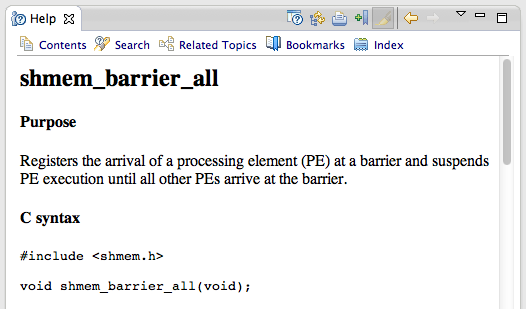 Help
Contents Search Related Topics Bookmarks Index
shmem_barrier_all
Purpose
Registers the arrival of a processing element (PE) at a barrier and suspends
PE execution until all other PEs arrive at the barrier.
C syntax
#include <shmem.h>
void shmem_barrier_all(void);